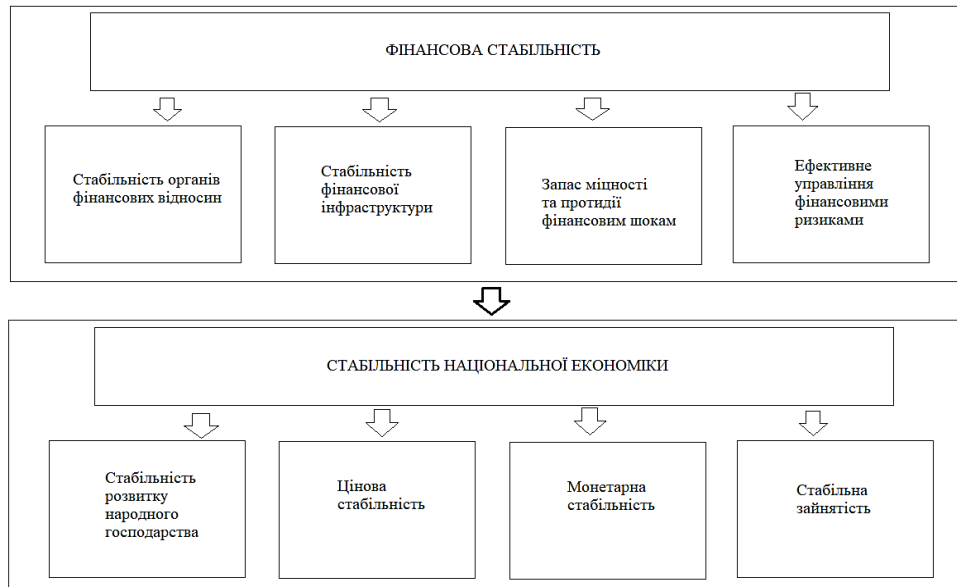 ФІНАНСОВА СТАБІЛЬНІСТЬ
Стабільність органів
фінансових відносин
Стабільність
фінансової
інфраструктури
Запас міцності
та протидії
фінансовим шокам
Ефективне
управління
фінансовими
ризиками
СТАБІЛЬНІСТЬ НАЦІОНАЛЬНОЇ ЕКОНОМІКИ
Стабільність
розвитку
народного
господарства
Цінова
стабільність
Монетарна
стабільність
Стабільна
зайнятість